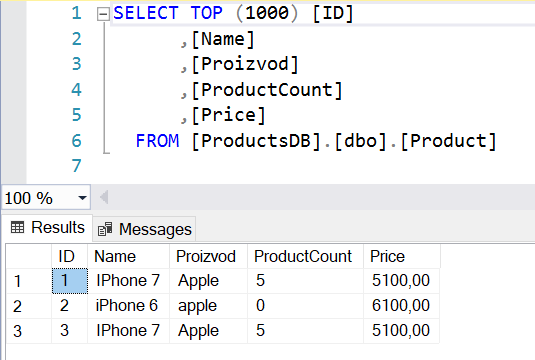 1 SELECT TOP (1000) [ID]
2 ,[Name]
3 ,[Proizvod]
4 ,[ProductCount]
5 ,[Price]
6 FROM [ProductsDB].[dbo].[Product]
7
100 %
Results Messages
ID Name Proizvod ProductCount Price
1 1 IPhone 7 Apple 5 5100,00
2 2 iPhone 6 apple 0 6100,00
3 3 IPhone 7 Apple 5 5100,00